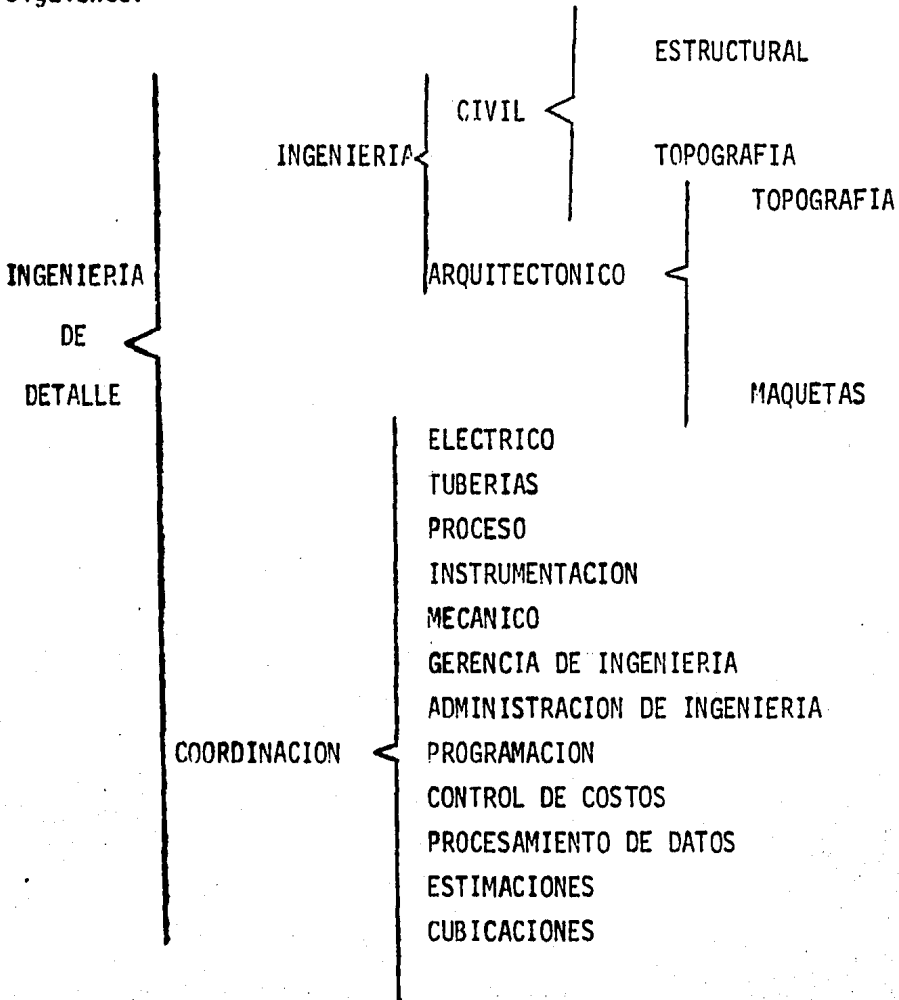 siguiente:
ESTRUCTURAL
CIVIL
INGENIERIA
TOPOGRAFIA
TOPOGRAFIA
INGENIERIA
ARQUITECTONICO
DE
DETALLE
MAQUETAS
ELECTRICO
TUBERIAS
PROCESO
INSTRUMENTACION
MECANICO
GERENCIA DE INGENIERIA
ADMINISTRACION DE INGENIERIA
COORDINACION
PROGRAMACION
CONTROL DE COSTOS
PROCESAMIENTO DE DATOS
ESTIMACIONES
CUBICACIONES